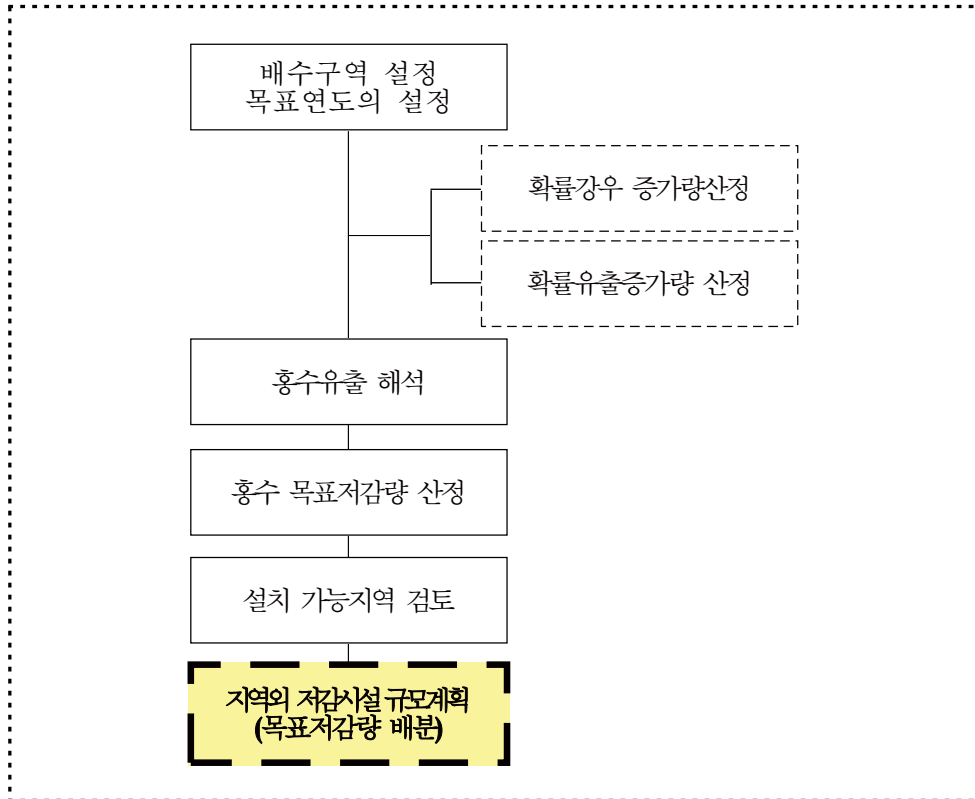 배수구역 설정
목표연도의 설정
확률강우 증가량산정
확률유출증가량 산정
홍수유출 해석
홍수 목표저감량 산정
설치 가능지역 검토
지역외 저감시설 규모계획
(목표저감량 배분)